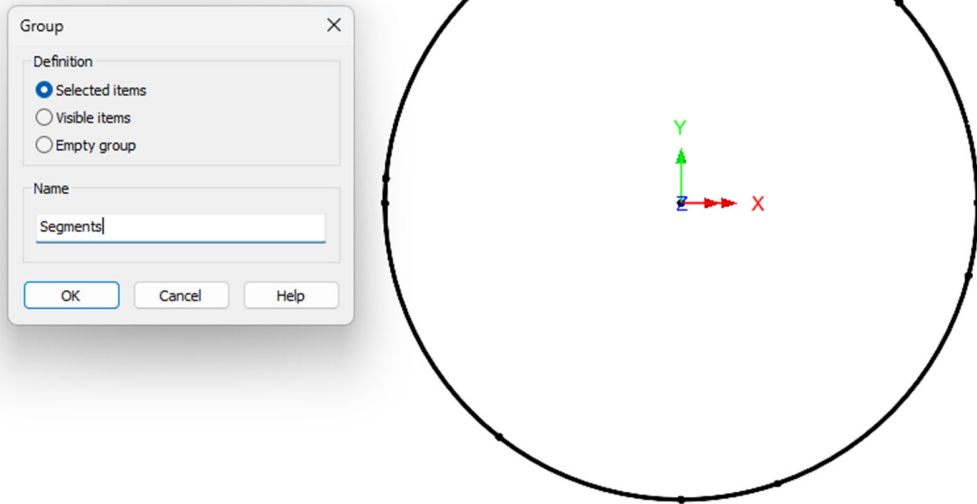 Group
Definition
Selected items
Visible items
Empty group
Name
Segments
OK Cancel Help
Y
Z X